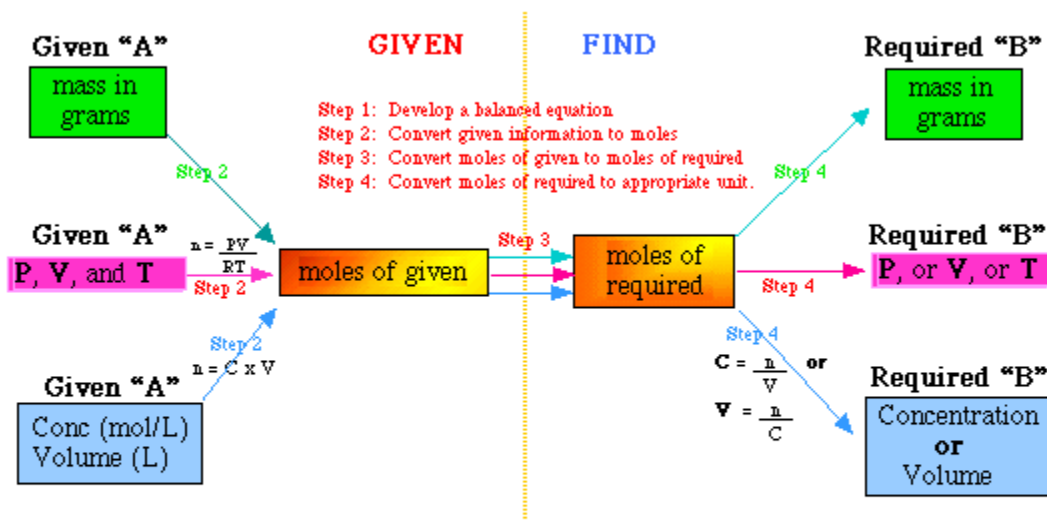 GIVEN
FIND
Given “A”
mass in
grams
Required “B”
mass in
grams
Step 1: Develop a balanced equation
Step 2: Convert given information to moles
Step 3: Convert moles of given to moles of required
Step 4: Convert moles of required to appropriate unit.
Step 2
Step 4
Given “A”
P, V, and T
n = PV
RT
Step 2
moles of given
Step 3
moles of
required
Step 4
Required “B”
P, or V, or T
Step 2
n = C x V
Given “A”
Conc (mol/L)
Volume (L)
Step 4
C = n or
V
V = n
C
Required “B”
Concentration
or
Volume